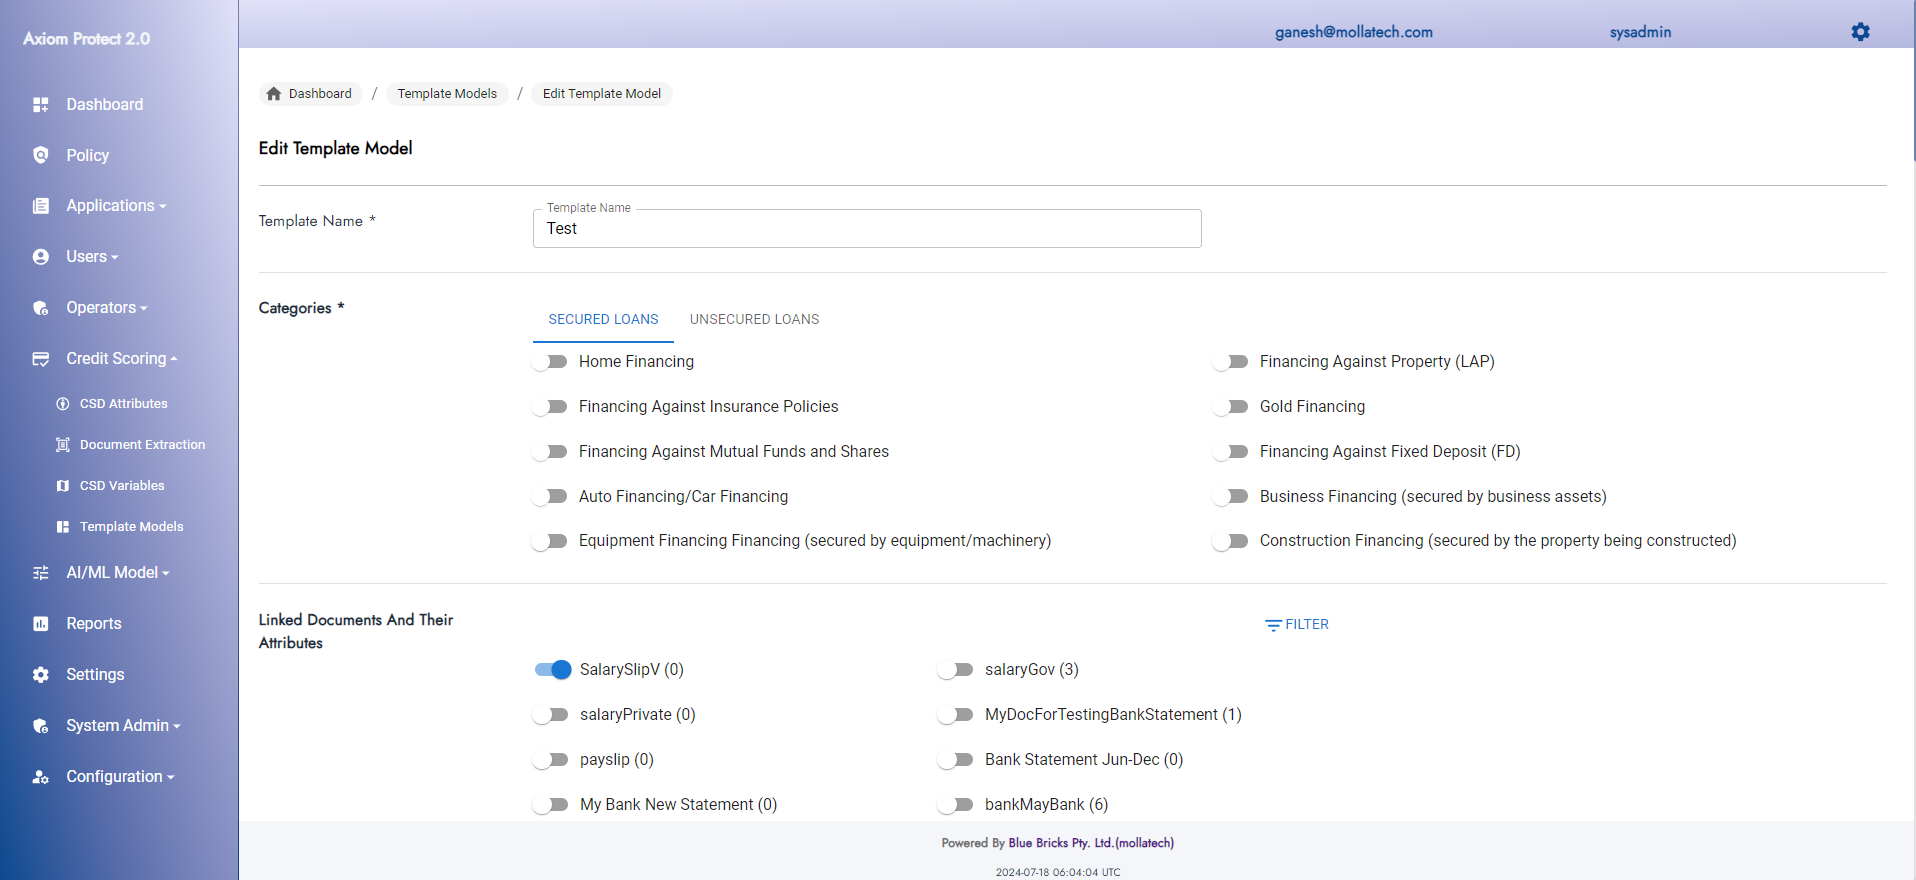 Axiom Protect 2.0
ganesh@mollatech.com
sysadmin
Dashboard
Policy
Applications
Users
Operators
Credit Scoring
CSD Attributes
Document Extraction
CSD Variables
Template Models
AI/ML Model
Reports
Settings
System Admin
Configuration
Dashboard / Template Models / Edit Template Model
Edit Template Model
Template Name *
Template Name
Test
Categories *
SECURED LOANS UNSECURED LOANS
Home Financing
Financing Against Property (LAP)
Financing Against Insurance Policies
Gold Financing
Financing Against Mutual Funds and Shares
Financing Against Fixed Deposit (FD)
Auto Financing/Car Financing
Business Financing (secured by business assets)
Equipment Financing Financing (secured by equipment/machinery)
Construction Financing (secured by the property being constructed)
Linked Documents And Their
Attributes
FILTER
SalarySlipV (0)
salaryGov (3)
salaryPrivate (0)
MyDocForTestingBankStatement (1)
payslip (0)
Bank Statement Jun-Dec (0)
My Bank New Statement (0)
bankMayBank (6)
Powered By Blue Bricks Pty. Ltd.(mollatech)
2024-07-18 06:04:04 UTC